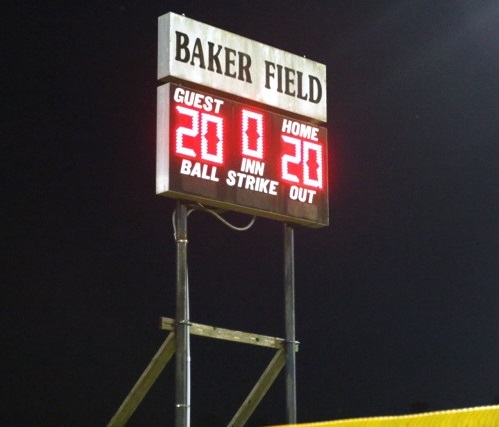 BAKER FIELD
GUEST HOME
20 0 20
INN
BALL STRIKE OUT